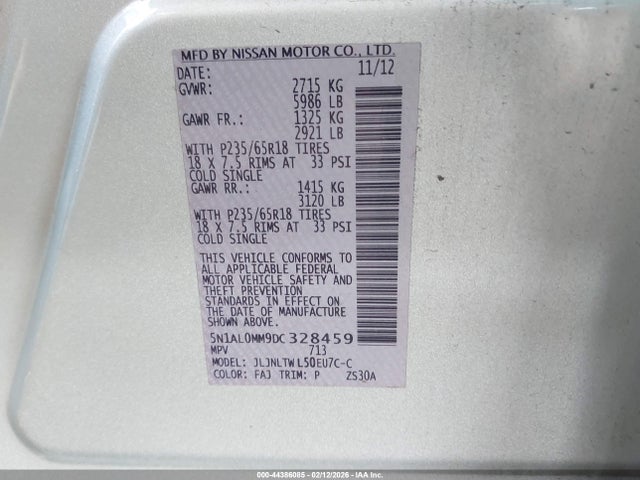 MFD BY NISSAN MOTOR CO., LTD.
DATE: 11/12
GVWR: 2715 KG
5986 LB
GAWR FR.: 1325 KG
2921 LB
WITH P235/65R18 TIRES
18 X 7.5 RIMS AT 33 PSI
COLD SINGLE
GAWR RR.: 1415 KG
3120 LB
WITH P235/65R18 TIRES
18 X 7.5 RIMS AT 33 PSI
COLD SINGLE
THIS VEHICLE CONFORMS TO
ALL APPLICABLE FEDERAL
MOTOR VEHICLE SAFETY AND
THEFT PREVENTION
STANDARDS IN EFFECT ON
THE DATE OF MANUFACTURE
SHOWN ABOVE.
5N1AL0MM9DC328459
MPV 713
MODEL: JLJNLTWL50EU7C-C
COLOR: FAJ TRIM: P ZS30A
000-44386085 - 02/12/2026 - IAA Inc.